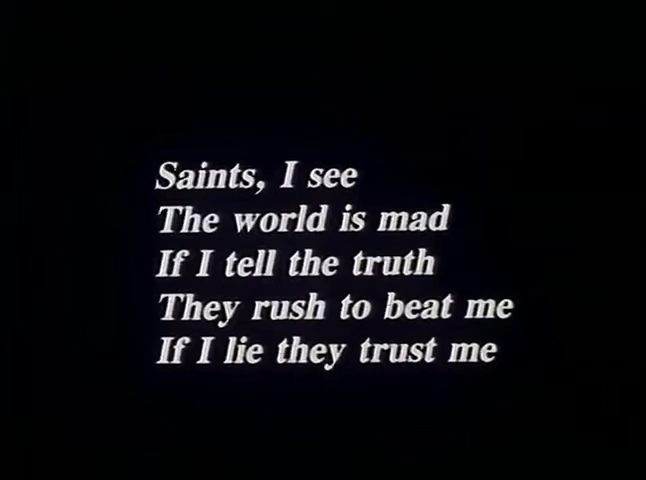 Saints, I see
The world is mad
If I tell the truth
They rush to beat me
If I lie they trust me